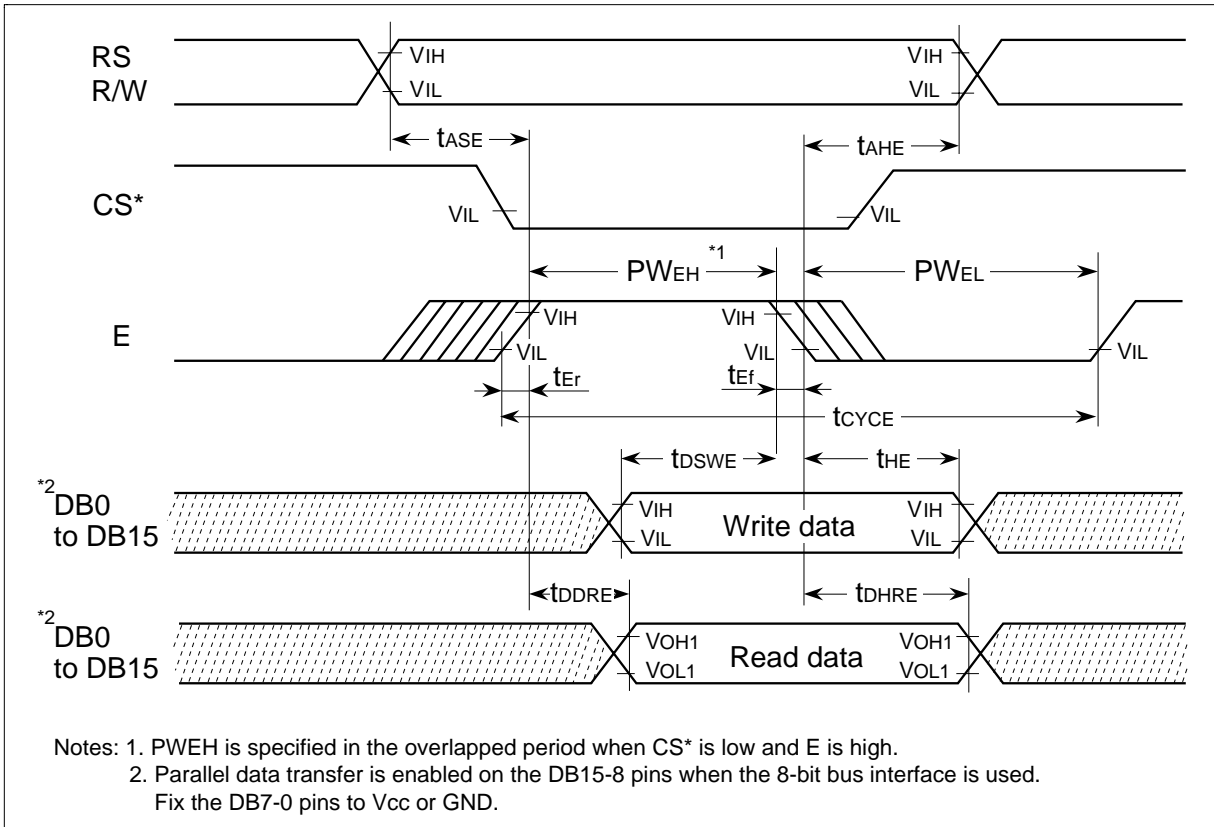 RS
R/W
VIH
VIL
VIH
VIL
tASE
tAHE
CS*
VIL
VIL
PWEH *1
PWEL
E
VIH
VIL
VIH
VIL
VIL
tEr
tEf
tCYCE
tDSWE
tHE
*2
DB0
to DB15
VIH
VIL
Write data
VIH
VIL
tDDRE
tDHRE
*2
DB0
to DB15
VOH1
VOL1
Read data
VOH1
VOL1
Notes: 1. PWEH is specified in the overlapped period when CS* is low and E is high.
2. Parallel data transfer is enabled on the DB15-8 pins when the 8-bit bus interface is used.
Fix the DB7-0 pins to Vcc or GND.